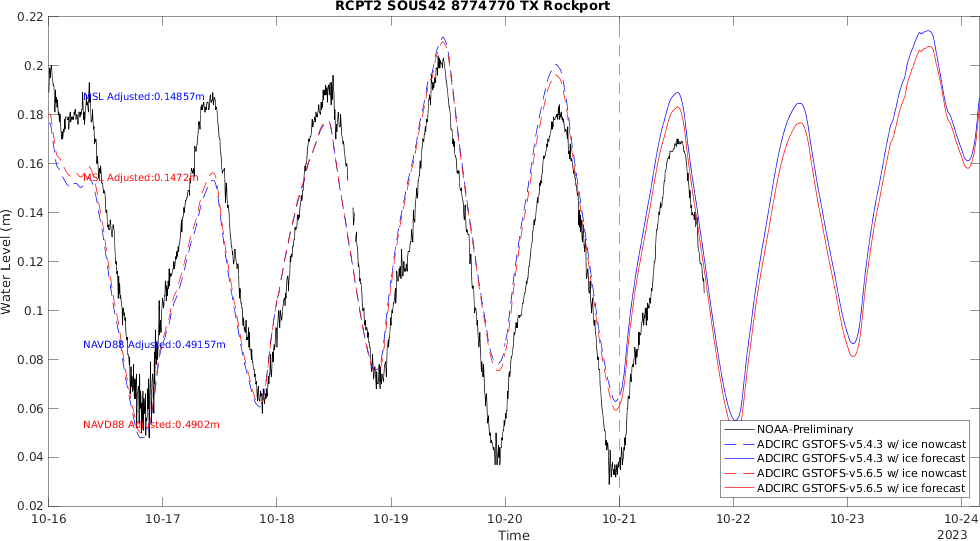 RCPT2 SOUS42 8774770 TX Rockport
0.22
0.2
0.18
0.16
0.14
0.12
0.1
0.08
0.06
0.04
0.02
Water Level (m)
MSL Adjusted:0.14857m
MSL Adjusted:0.1472m
NAVD88 Adjusted:0.49157m
NAVD88 Adjusted:0.4902m
NOAA-Preliminary
ADCIRC GSTOFS-v5.4.3 w/ ice nowcast
ADCIRC GSTOFS-v5.4.3 w/ ice forecast
ADCIRC GSTOFS-v5.6.5 w/ ice nowcast
ADCIRC GSTOFS-v5.6.5 w/ ice forecast
10-16 10-17 10-18 10-19 10-20 10-21 10-22 10-23 10-24
Time
2023